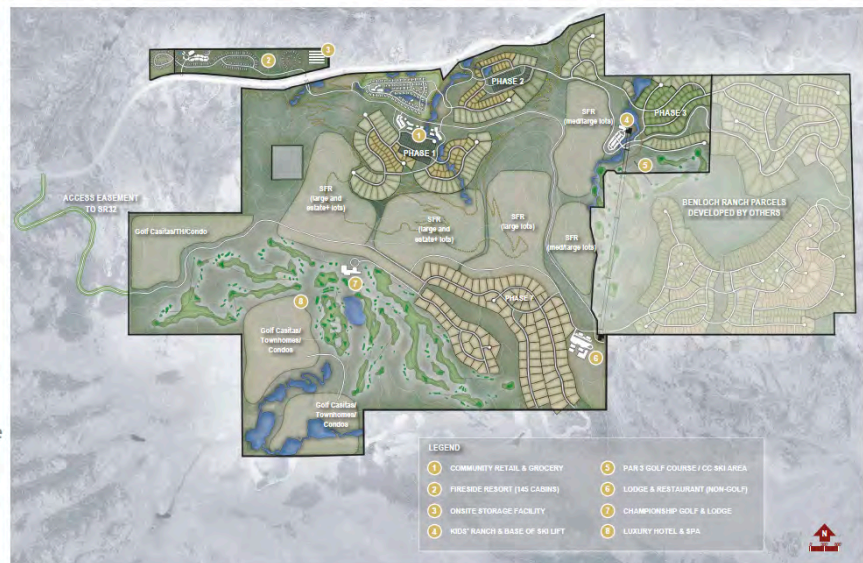 3
2
PHASE 2
4
PHASE 3
1
PHASE 1
SFR
(med/large lots)
5
ACCESS EASEMENT
TO SR32
SFR
(large and
estate+ lots)
BENLOCH RANCH PARCELS
DEVELOPED BY OTHERS
Golf Casitas/TH/Condo
SFR
(large and
estate+ lots)
SFR
(large lots)
SFR
(med/large lots)
7
8
Golf Casitas/
Townhomes/
Condos
6
Golf Casitas/
Townhomes/
Condos
LEGEND
1 COMMUNITY RETAIL & GROCERY
2 FIRESIDE RESORT (145 CABINS)
3 ONSITE STORAGE FACILITY
4 KIDS' RANCH & BASE OF SKI LIFT
5 PAR 3 GOLF COURSE / CC SKI AREA
6 LODGE & RESTAURANT (NON-GOLF)
7 CHAMPIONSHIP GOLF & LODGE
8 LUXURY HOTEL & SPA
N